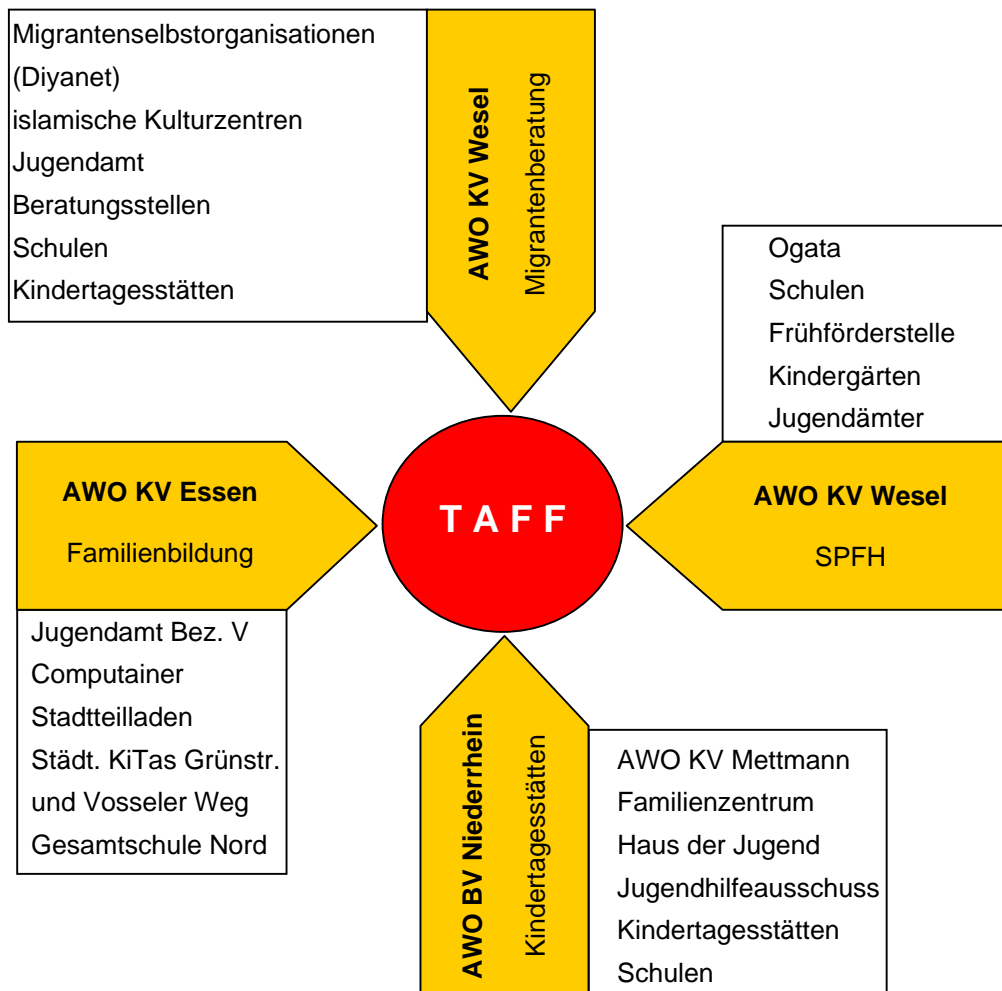 Migrantenselbstorganisationen
(Diyanet)
islamische Kulturzentren
Jugendamt
Beratungsstellen
Schulen
Kindertagesstätten
AWO KV Wesel
Migrantenberatung
Ogata
Schulen
Frühförderstelle
Kindergärten
Jugendämter
AWO KV Essen
Familienbildung
T A F F
AWO KV Wesel
SPFH
Jugendamt Bez. V
Computainer
Stadtteilladen
Städt. KiTas Grünstr.
und Vosseler Weg
Gesamtschule Nord
AWO BV Niederrhein
Kindertagesstätten
AWO KV Mettmann
Familienzentrum
Haus der Jugend
Jugendhilfeausschuss
Kindertagesstätten
Schulen